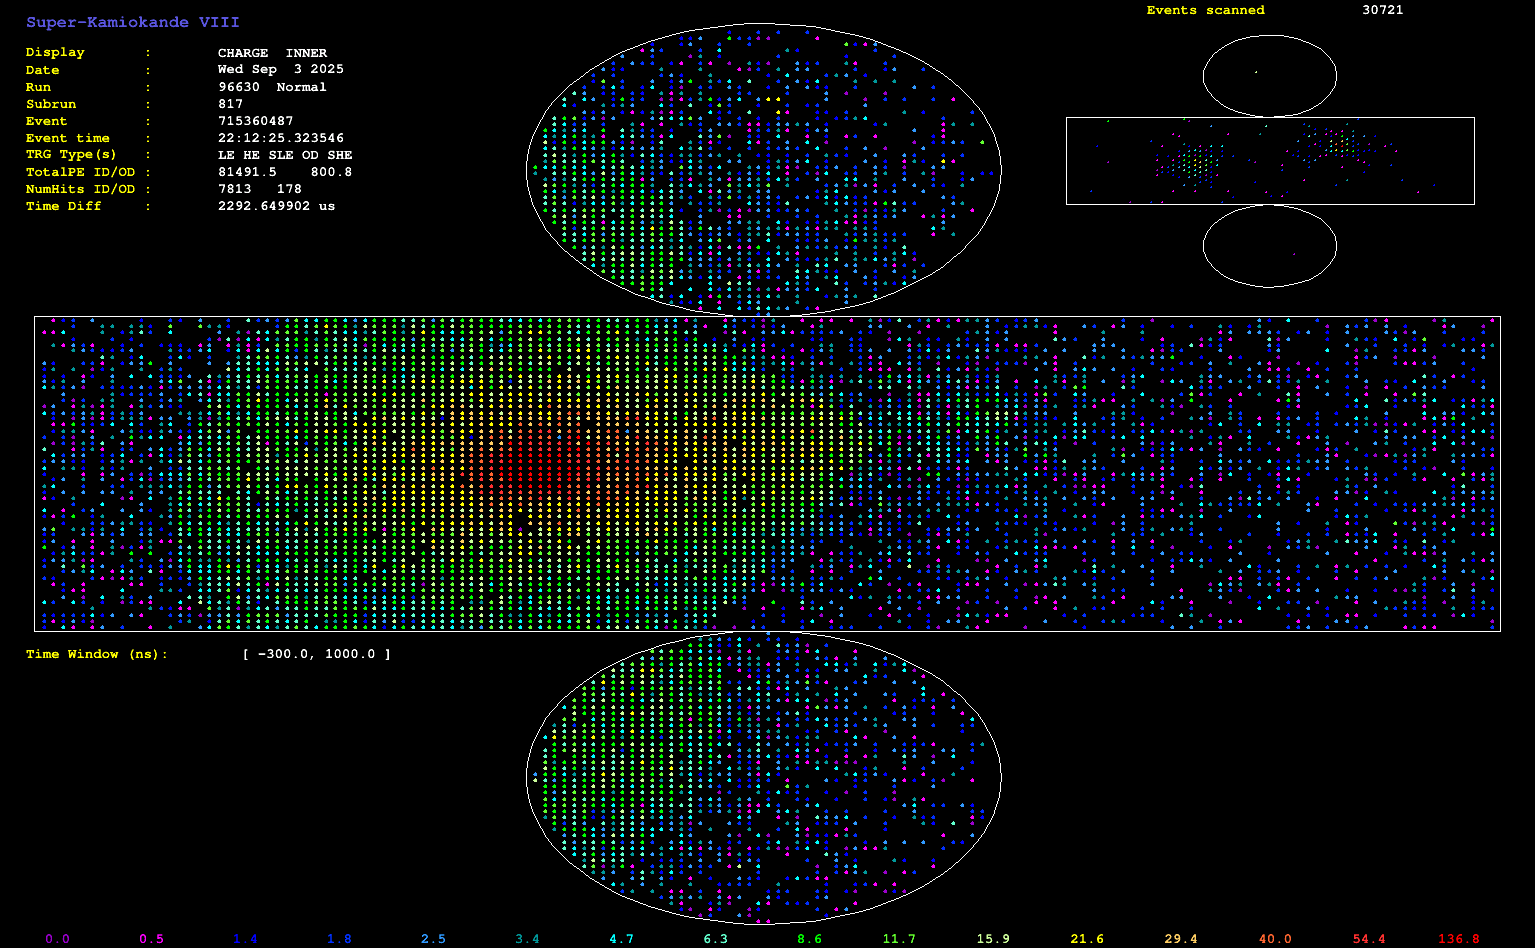 Super-Kamiokande VIII
Events scanned 30721
Display : CHARGE INNER
Date : Wed Sep 3 2025
Run : 96630 Normal
Subrun : 817
Event : 715360487
Event time : 22:12:25.323546
TRG Type(s) : LE HE SLE OD SHE
TotalPE ID/OD : 81491.5 800.8
NumHits ID/OD : 7813 178
Time Diff : 2292.649902 us
Time Window (ns): [ -300.0, 1000.0 ]
0.0 0.5 1.4 1.8 2.5 3.4 4.7 6.3 8.6 11.7 15.9 21.6 29.4 40.0 54.4 136.8